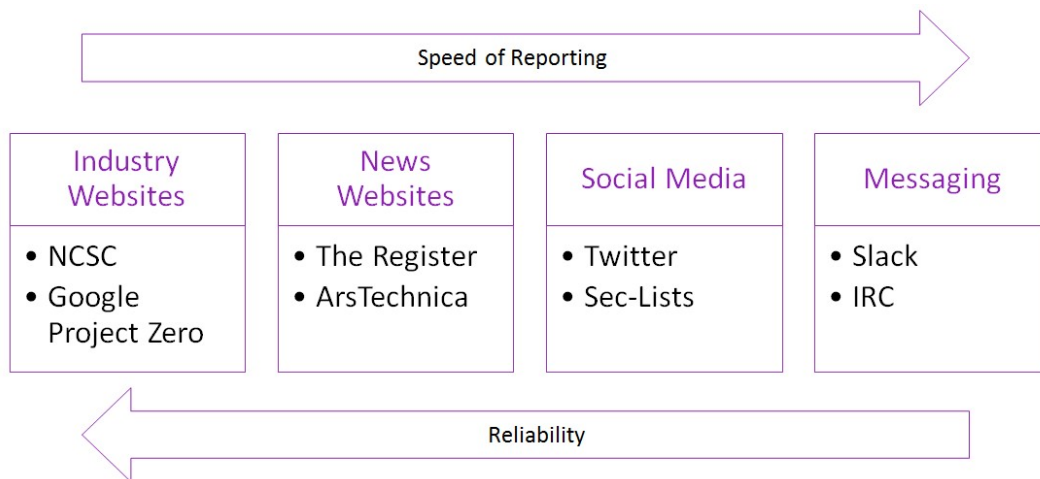 Speed of Reporting
Industry
Websites
• NCSC
• Google
Project Zero
News
Websites
• The Register
• ArsTechnica
Social Media
• Twitter
• Sec-Lists
Messaging
• Slack
• IRC
Reliability